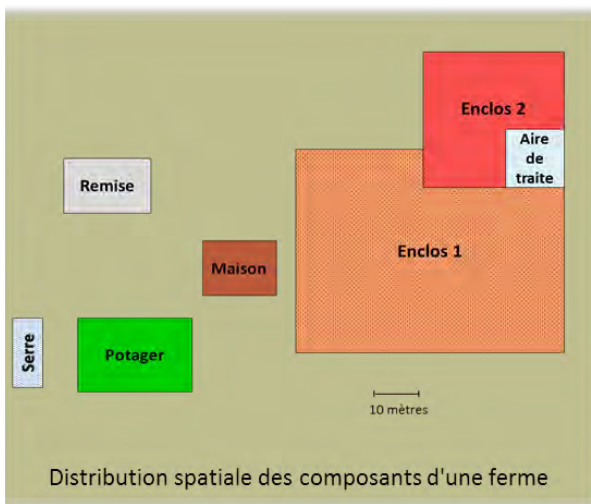 Enclos 2
Aire
de
traite
Remise
Enclos 1
Maison
Serre
Potager
10 mètres
Distribution spatiale des composants d'une ferme